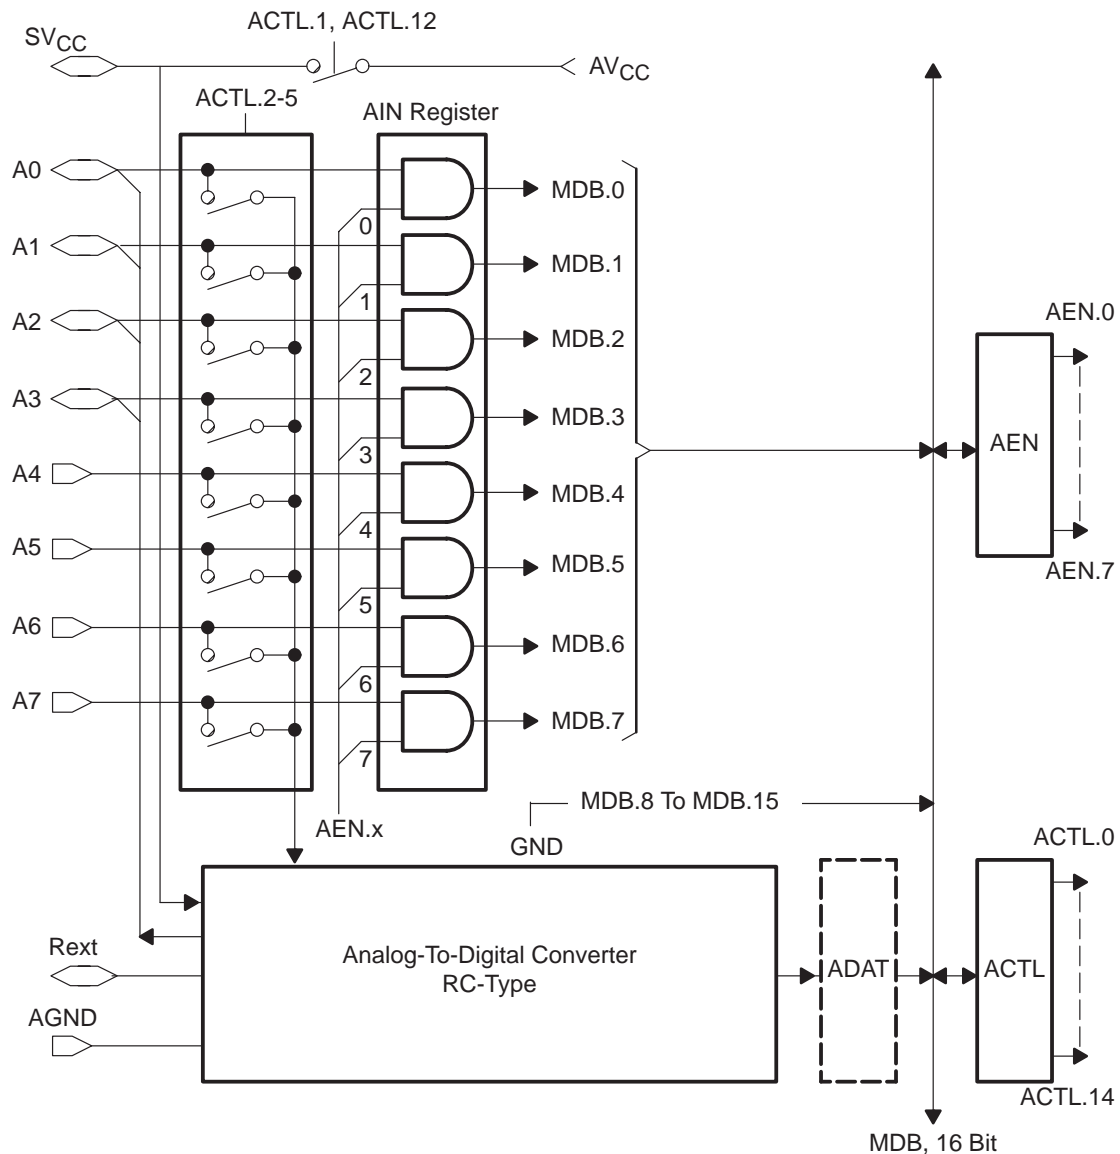 ACTL.1, ACTL.12
SVCC
AVCC
ACTL.2-5
AIN Register
A0
MDB.0
0
A1
MDB.1
1
A2
MDB.2
2
AEN.0
A3
MDB.3
3
AEN
A4
MDB.4
4
A5
MDB.5
5
AEN.7
A6
MDB.6
6
A7
MDB.7
7
MDB.8 To MDB.15
AEN.x
GND
ACTL.0
Rext
Analog-To-Digital Converter
RC-Type
ADAT
ACTL
AGND
ACTL.14
MDB, 16 Bit